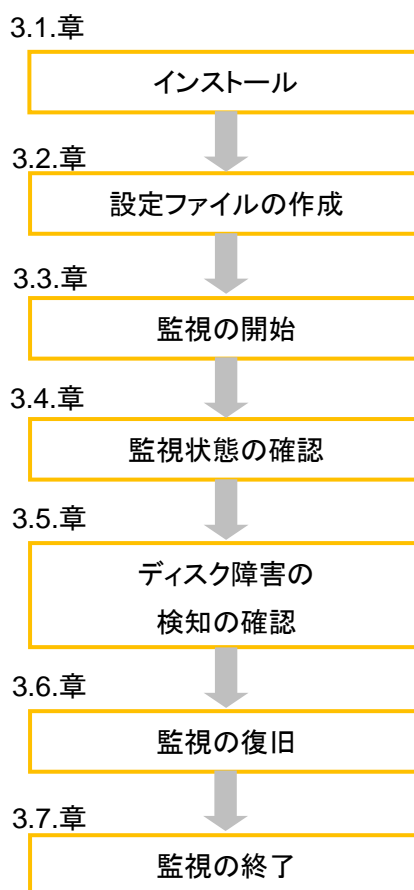 3.1.章
インストール
3.2.章
設定ファイルの作成
3.3.章
監視の開始
3.4.章
監視状態の確認
3.5.章
ディスク障害の
検知の確認
3.6.章
監視の復旧
3.7.章
監視の終了